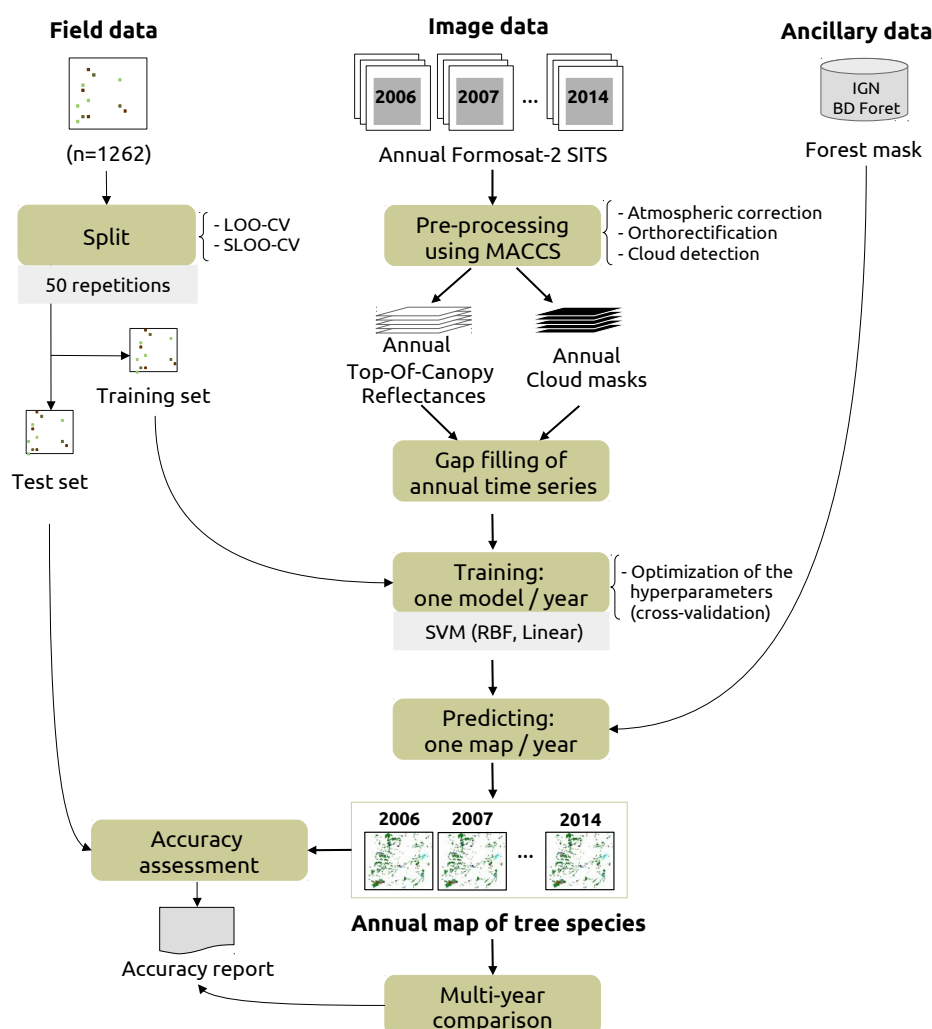 Field data
Image data
Ancillary data
2006
2007
...
2014
IGN
BD Foret
(n=1262)
Annual Formosat-2 SITS
Forest mask
Split
- LOO-CV
- SLOO-CV
50 repetitions
Pre-processing
using MACCS
- Atmospheric correction
- Orthorectification
- Cloud detection
Annual
Top-Of-Canopy
Reflectances
Annual
Cloud masks
Training set
Test set
Gap filling of
annual time series
Training:
one model / year
- Optimization of the
hyperparameters
(cross-validation)
SVM (RBF, Linear)
Predicting:
one map / year
2006
2007
...
2014
Accuracy
assessment
Annual map of tree species
Accuracy report
Multi-year
comparison